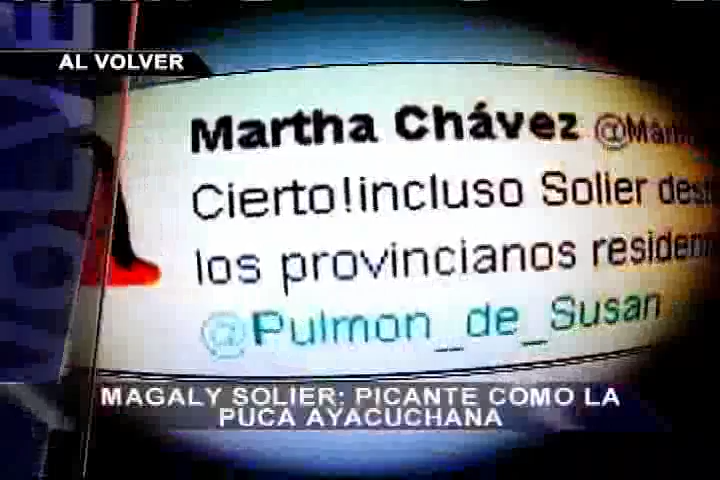 AL VOLVER
Martha Chávez
Cierto!incluso Solier
los provincianos
@Pulmon_de_Susan
MAGALY SOLIER: PICANTE COMO LA
PUCA AYACUCHANA